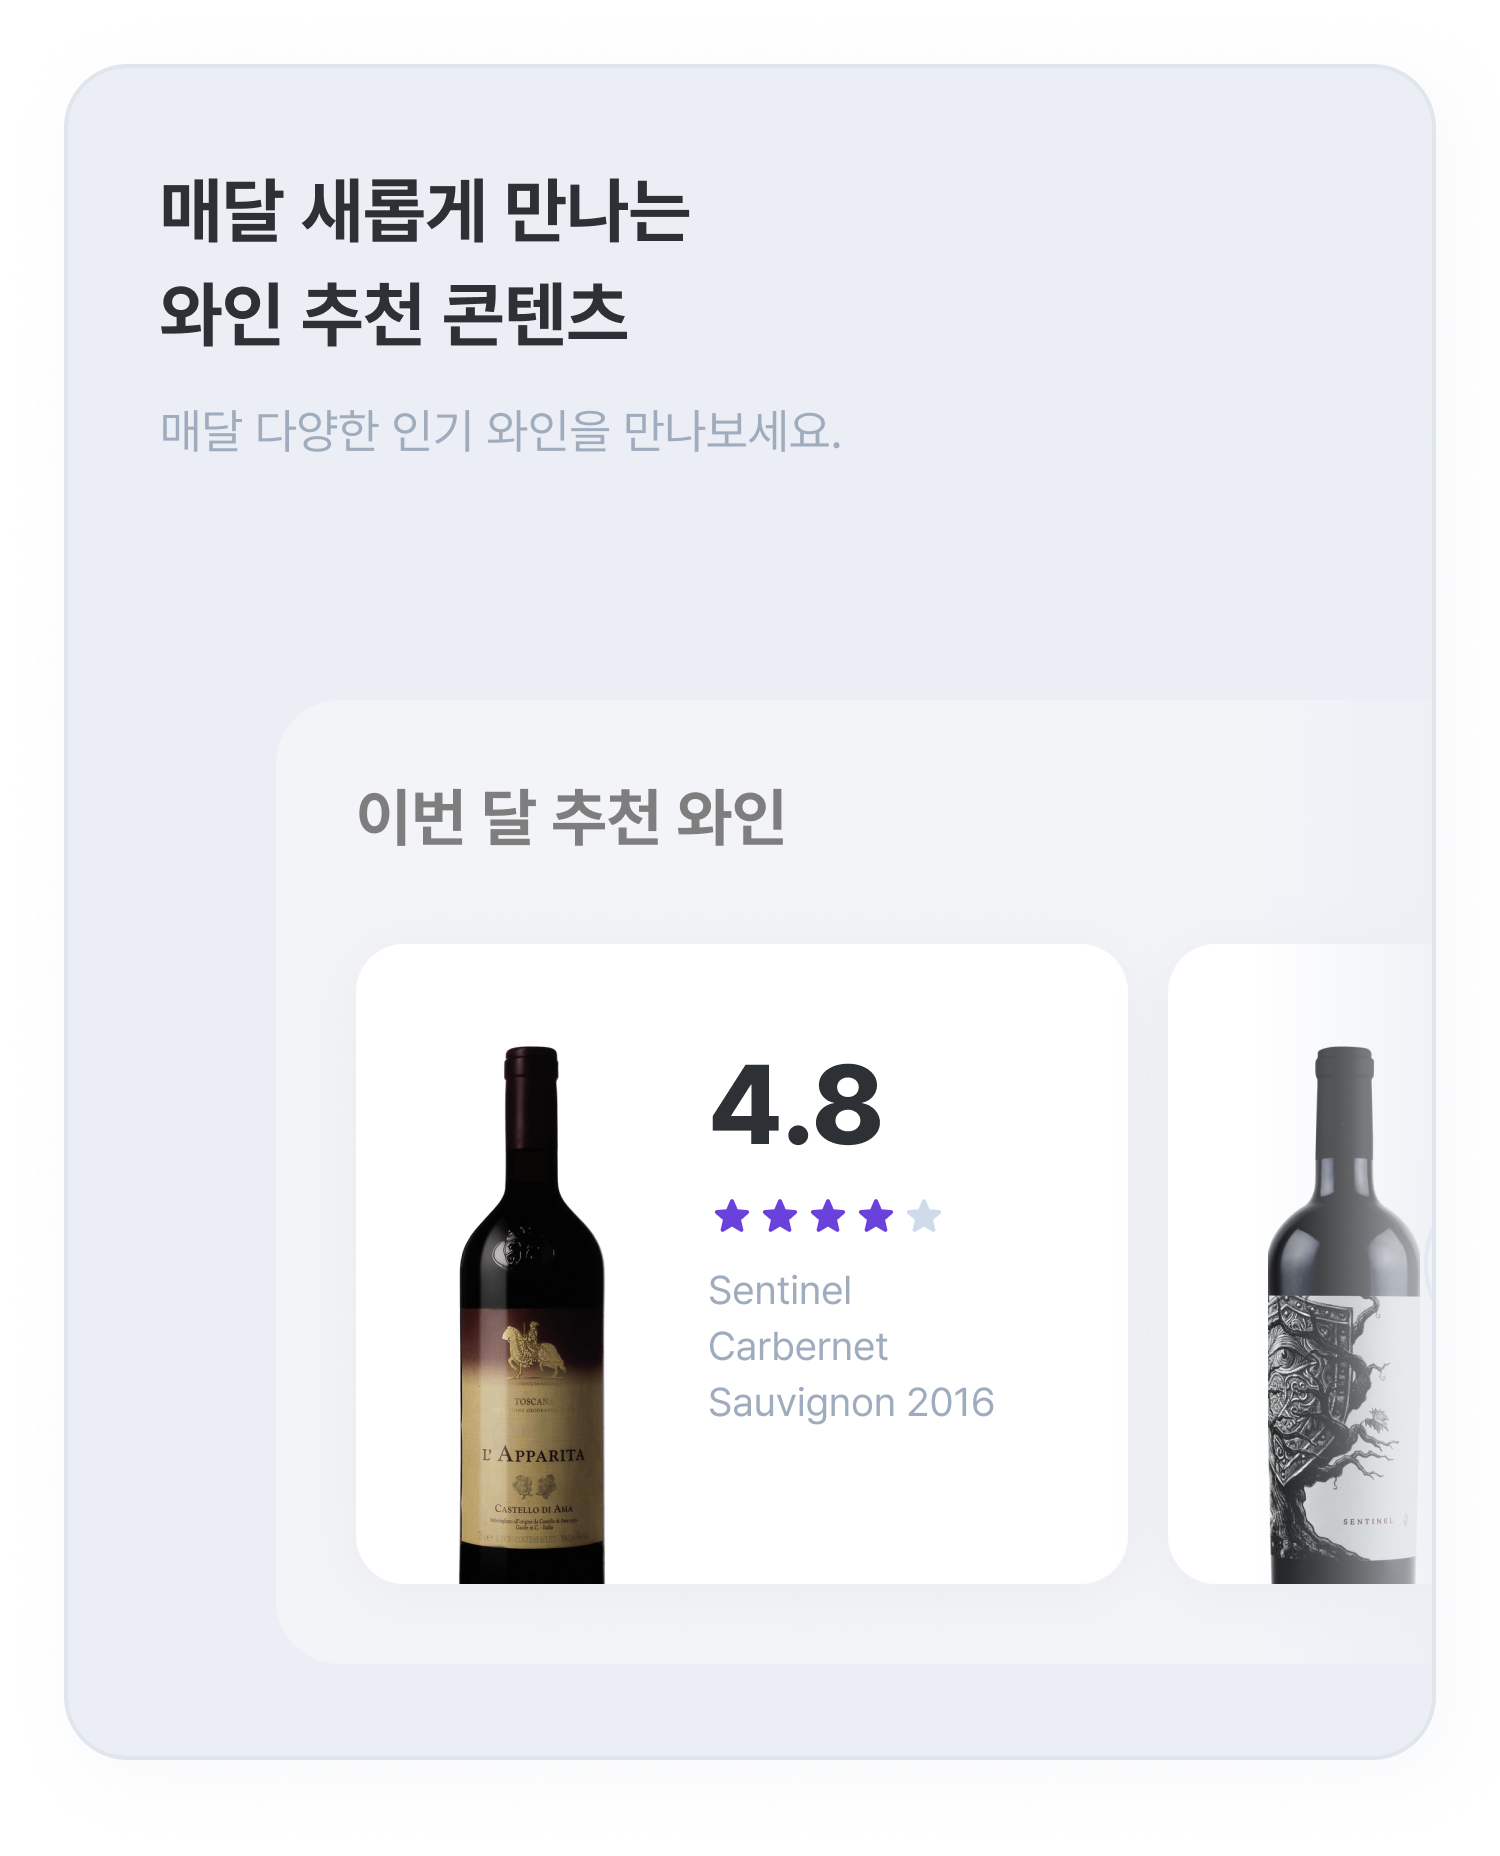 매달 새롭게 만나는
와인 추천 콘텐츠
매달 다양한 인기 와인을 만나보세요.
이번 달 추천 와인
4.8
Sentinel
Carbernet
Sauvignon 2016
TOSCANA
L' APPARITA
CASTELLO DI AMA
SENTINEL